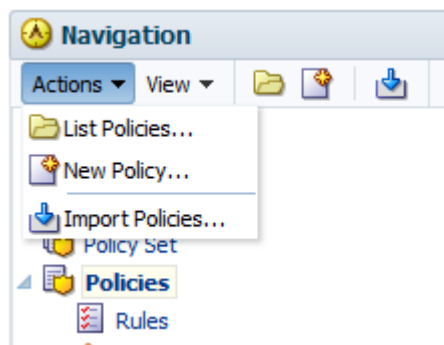 Navigation
Actions View
List Policies...
New Policy...
Import Policies...
Policy Set
Policies
Rules